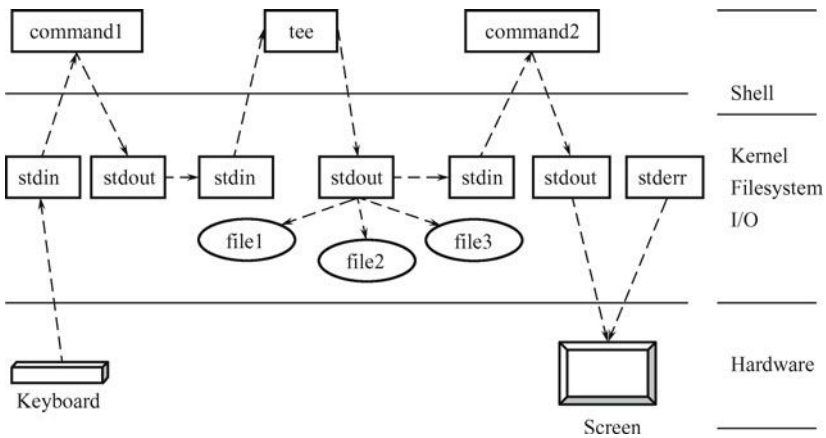 command1
tee
command2
Shell
stdin
stdout
stdin
stdout
stdin
stdout
stderr
Kernel
Filesystem
I/O
file1
file2
file3
Keyboard
Screen
Hardware